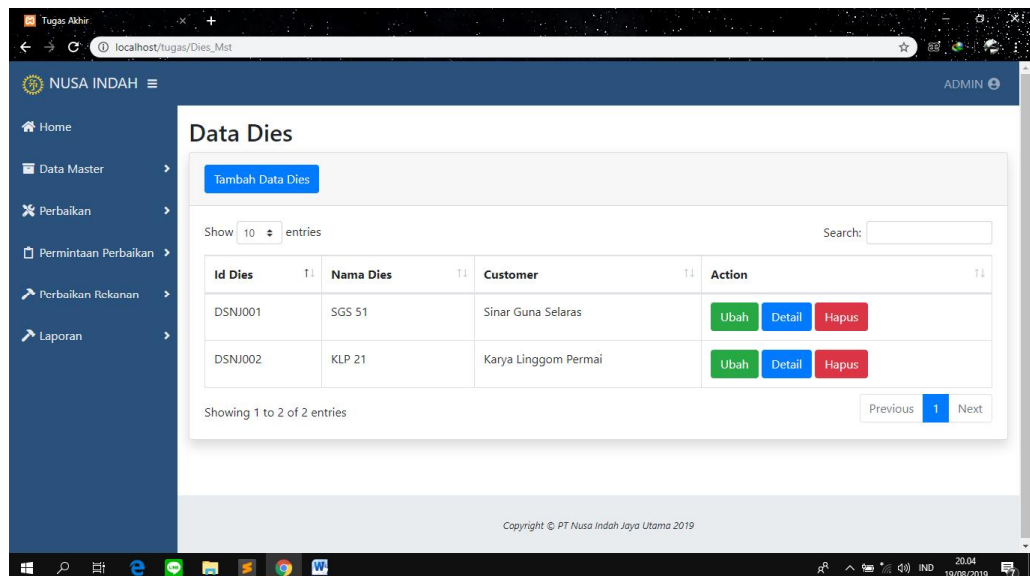 Tugas Akhir
localhost/tugas/Dies_Mst
NUSA INDAH
ADMIN
Home
Data Master
Perbaikan
Permintaan Perbaikan
Perbaikan Rekanan
Laporan
Data Dies
Tambah Data Dies
Show 10 entries
Search:
Id Dies Nama Dies Customer Action
DSNJ001 SGS 51 Sinar Guna Selaras Ubah Detail Hapus
DSNJ002 KLP 21 Karya Linggom Permai Ubah Detail Hapus
Showing 1 to 2 of 2 entries
Previous 1 Next
Copyright © PT Nusa Indah Jaya Utama 2019
IND
20.04
19/08/2019